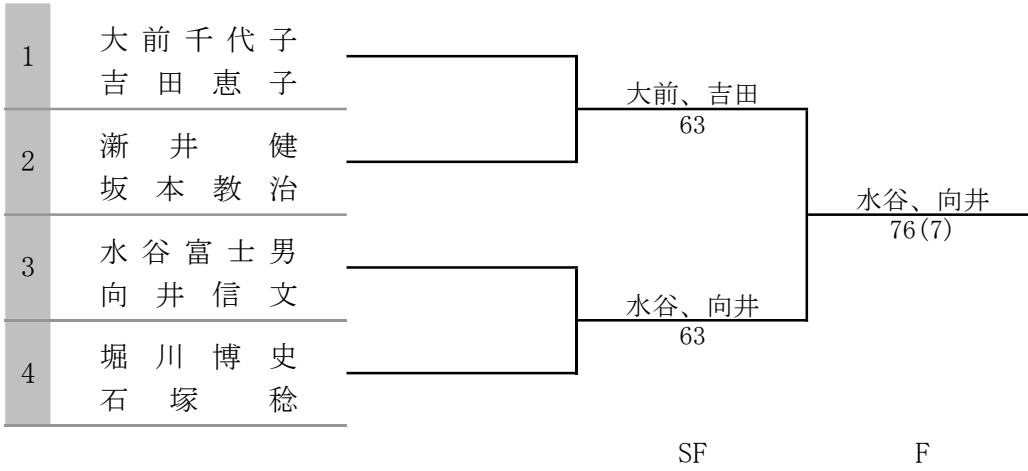 1
大前千代子
吉田恵子
大前、吉田
63
2
漸井健
坂本教治
水谷、向井
76(7)
3
水谷富士男
向井信文
水谷、向井
63
4
堀川博史
石塚稔
SF F